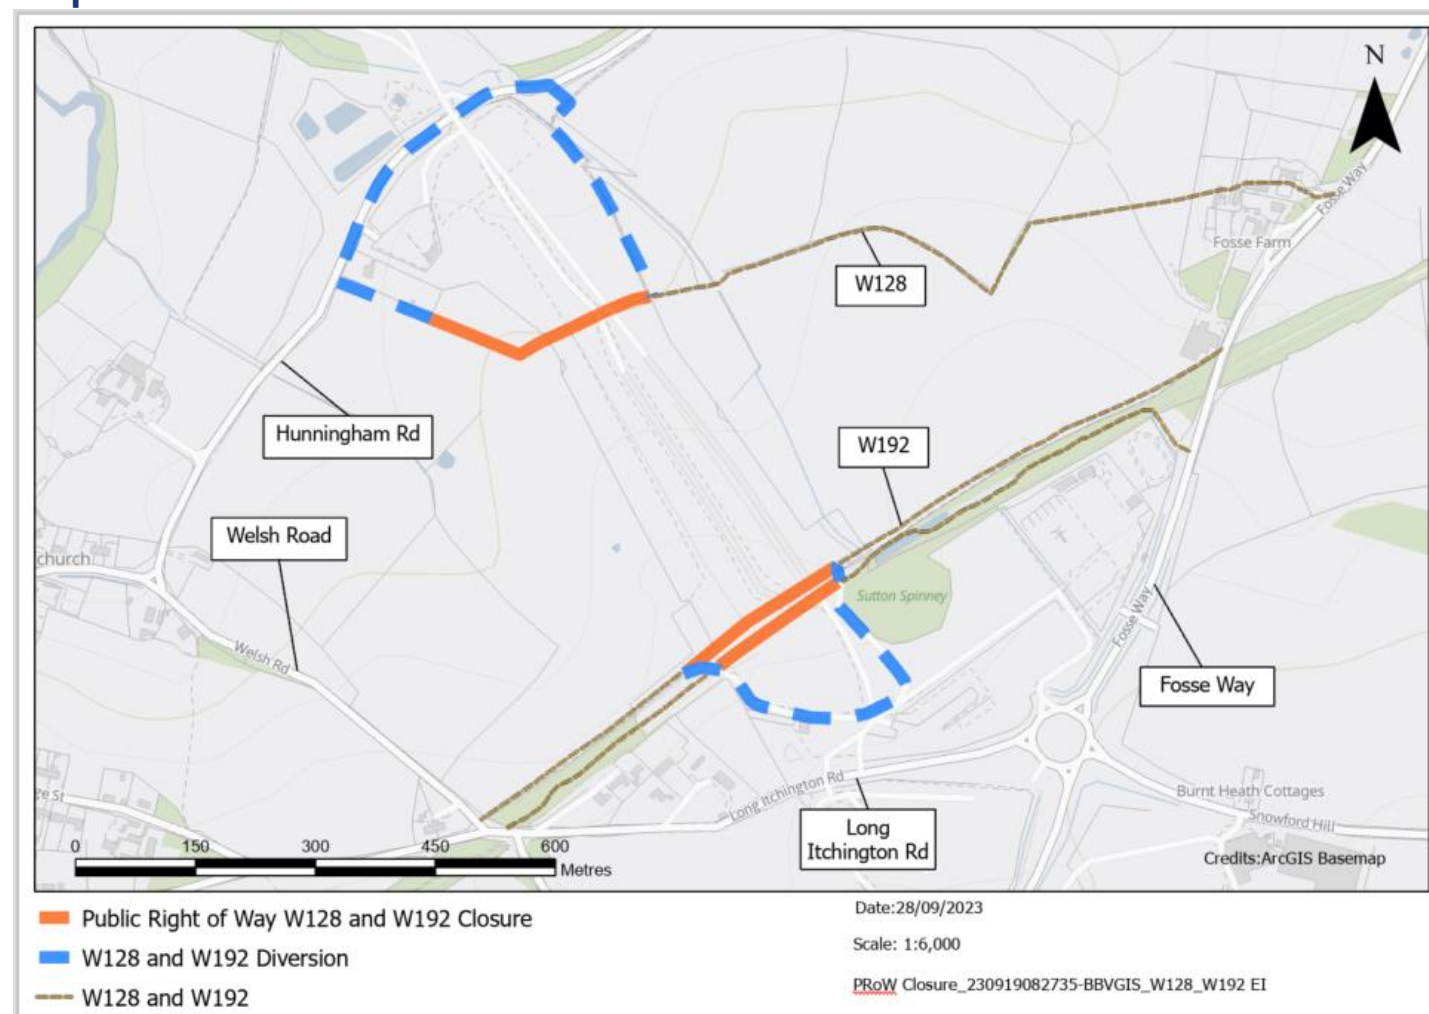 N
Fosse Way
Fosse Farm
W128
Hunningham Rd
W192
Welsh Road
church
Sutton Spinney
Fosse Way
Welsh Rd
Fosse Way
Long Itchington Rd
Burnt Heath Cottages
Snowford Hill
Long
Itchington Rd
Credits:ArcGIS Basemap
0 150 300 450 600
Metres
Public Right of Way W128 and W192 Closure
W128 and W192 Diversion
W128 and W192
Date:28/09/2023
Scale: 1:6,000
PRoW Closure_230919082735-BBVGIS_W128_W192 EI